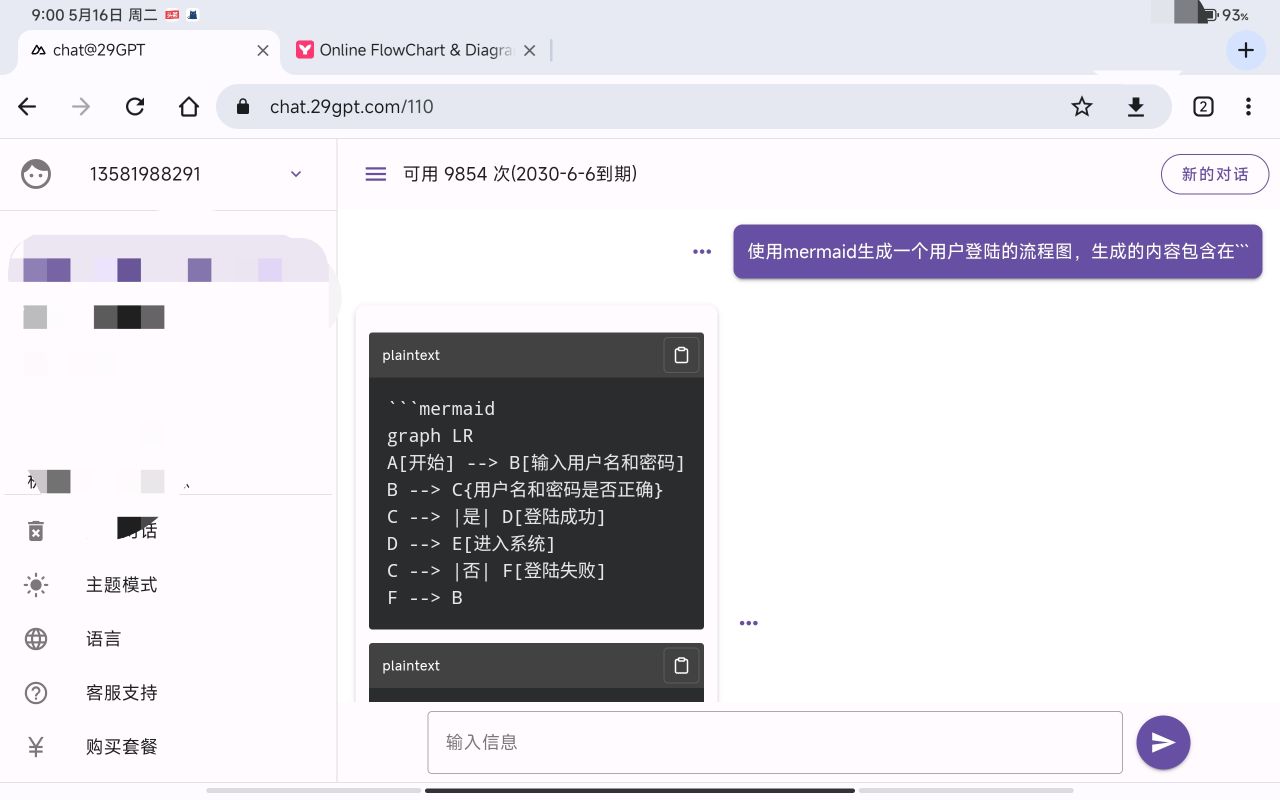 9:00 5月16日 周二
93%
chat@29GPT
Online FlowChart & Diagra
chat.29gpt.com/110
2
13581988291
可用 9854 次(2030-6-6到期)
新的对话
使用mermaid生成一个用户登陆的流程图，生成的内容包含在```
plaintext
```mermaid
graph LR
A[开始] --> B[输入用户名和密码]
B --> C{用户名和密码是否正确}
C --> |是| D[登陆成功]
D --> E[进入系统]
C --> |否| F[登陆失败]
F --> B
plaintext
话
主题模式
语言
客服支持
购买套餐
输入信息